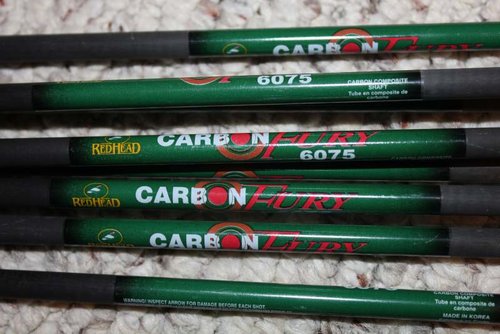 CARBON FURY
6075
CARBON COMPOSITE
SHAFT
Tube en composite de
carbone
REDHEAD
CARBON FURY
6075
CARBON COMPOSITE
REDHEAD
CARBON FURY
CARBON FURY
WARNING! INSPECT ARROW FOR DAMAGE BEFORE EACH SHOT.
CARBON COMPOSITE
SHAFT
Tube en composite de
carbone
MADE IN KOREA